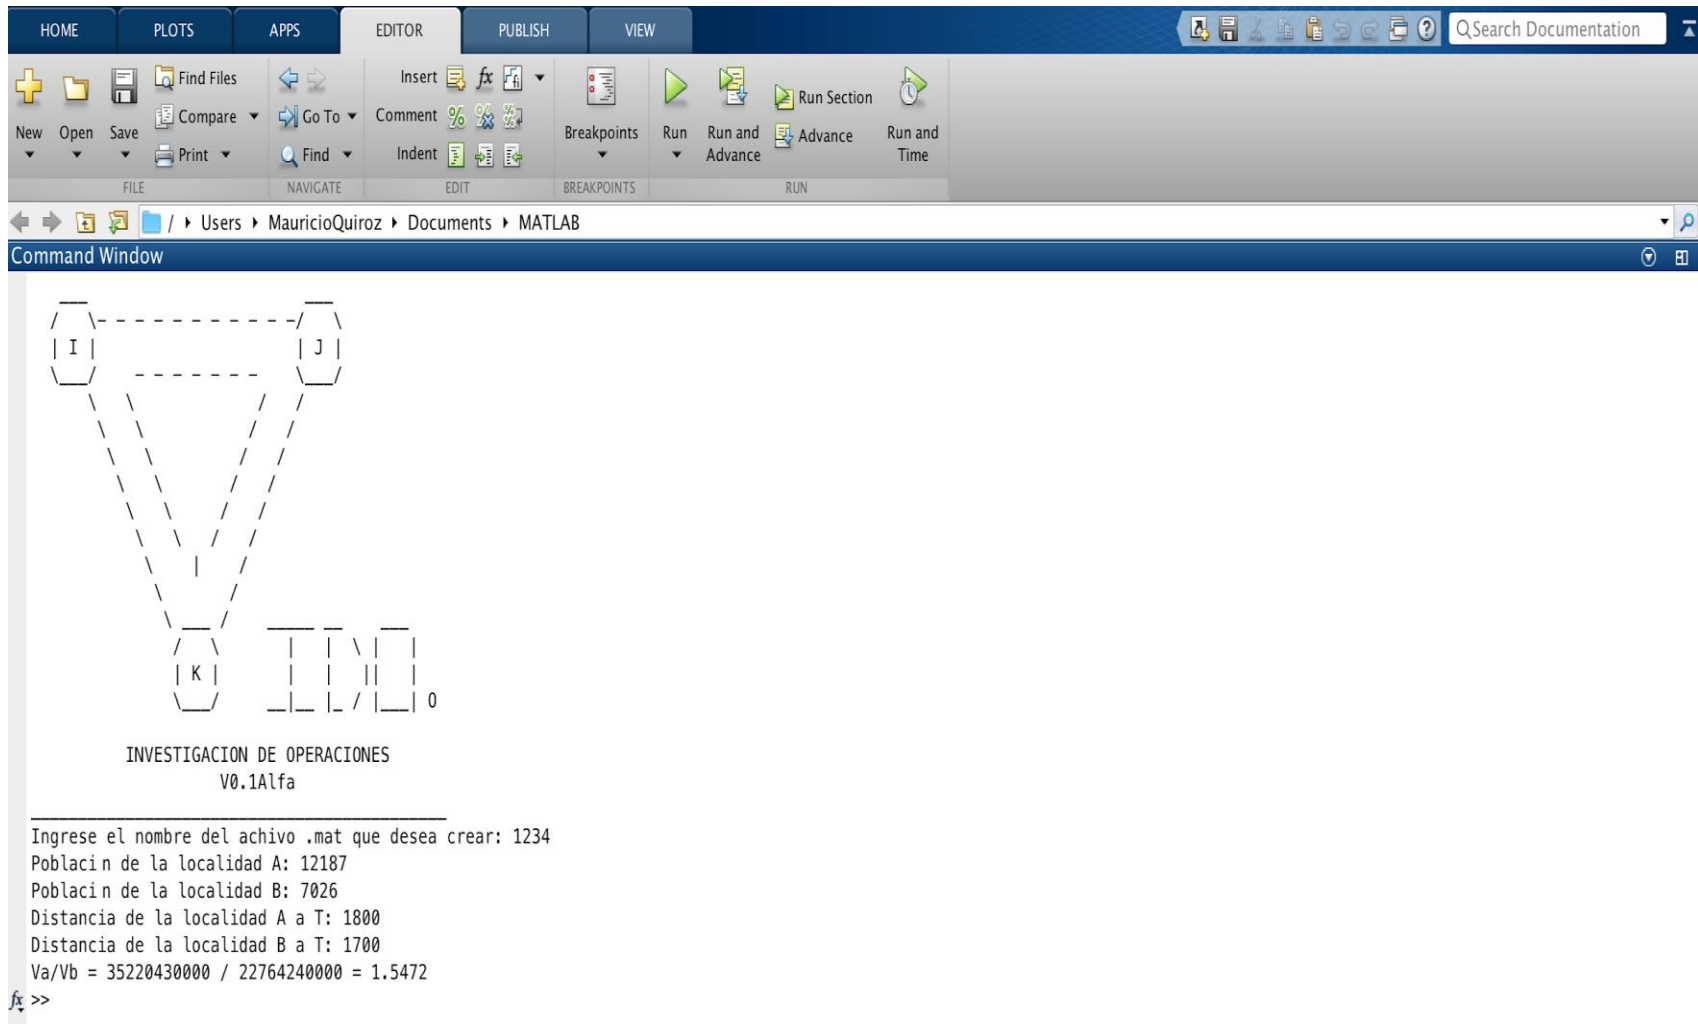 HOME PLOTS APPS EDITOR PUBLISH VIEW Search Documentation
Find Files Insert fx
New Open Save Compare Go To Comment Breakpoints Run Run and Advance Run Section Run and Time
Print Find Indent Advance
FILE NAVIGATE EDIT BREAKPOINTS RUN
/ Users MauricioQuiroz Documents MATLAB
Command Window
I J
K
O
INVESTIGACION DE OPERACIONES
V0.1Alfa
Ingrese el nombre del achivo .mat que desea crear: 1234
Poblaci n de la localidad A: 12187
Poblaci n de la localidad B: 7026
Distancia de la localidad A a T: 1800
Distancia de la localidad B a T: 1700
Va/Vb = 35220430000 / 22764240000 = 1.5472
fx >>